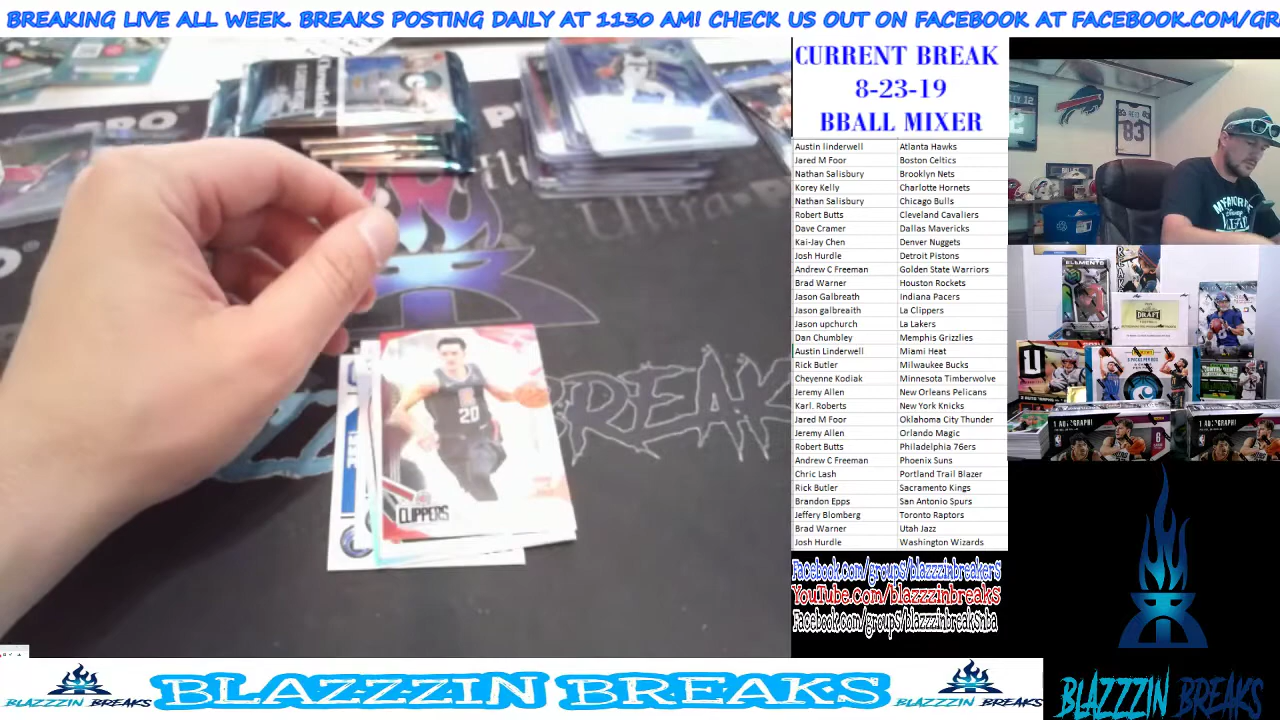 BREAKING LIVE ALL WEEK. BREAKS POSTING DAILY AT 1130 AM! CHECK US OUT ON FACEBOOK AT FACEBOOK.COM/GR
CURRENT BREAK
8-23-19
BBALL MIXER
Austin linderwell Atlanta Hawks
Jared M Foor Boston Celtics
Nathan Salisbury Brooklyn Nets
Korey Kelly Charlotte Hornets
Nathan Salisbury Chicago Bulls
Robert Butts Cleveland Cavaliers
Dave Cramer Dallas Mavericks
Kai-Jay Chen Denver Nuggets
Josh Hurdle Detroit Pistons
Andrew C Freeman Golden State Warriors
Brad Warner Houston Rockets
Jason Galbreath Indiana Pacers
Jason galbreaith La Clippers
Jason upchurch La Lakers
Dan Chumbley Memphis Grizzlies
Austin Linderwell Miami Heat
Rick Butler Milwaukee Bucks
Cheyenne Kodiak Minnesota Timberwolve
Jeremy Allen New Orleans Pelicans
Karl. Roberts New York Knicks
Jared M Foor Oklahoma City Thunder
Jeremy Allen Orlando Magic
Robert Butts Philadelphia 76ers
Andrew C Freeman Phoenix Suns
Chric Lash Portland Trail Blazer
Rick Butler Sacramento Kings
Brandon Epps San Antonio Spurs
Jeffery Blomberg Toronto Raptors
Brad Warner Utah Jazz
Josh Hurdle Washington Wizards
Facebook.com/groups/blazzzinbreakers
YouTube.com/blazzzinbreaks
Facebook.com/groups/blazzzinbreaksnba
20
CLIPPERS
BREAK
83
DRAFT
1 AUTOGRAPH!
BLAZZZIN BREAKS
BLAZZZIN BREAKS
BLAZZZIN BREAKS
BLAZZZIN BREAKS